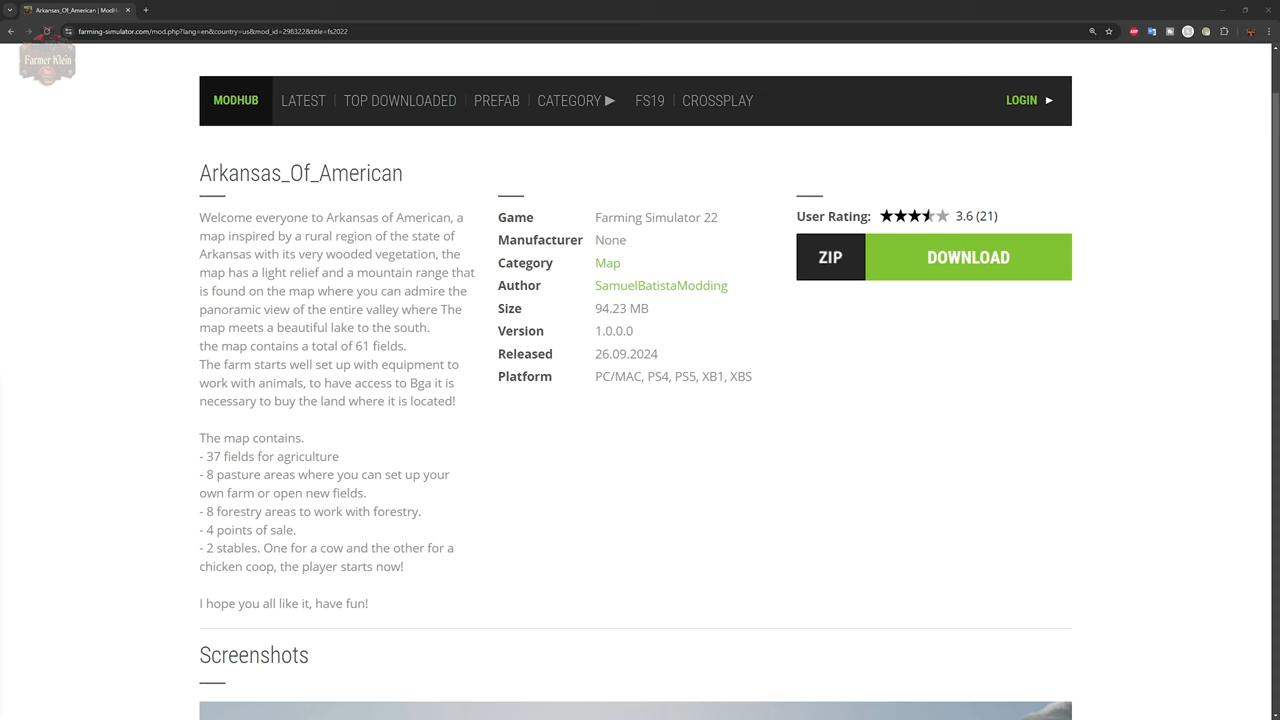 Arkansas_Of_American | ModH
farming-simulator.com/mod.php?lang=en&country=us&mod_id=298322&title=fs2022
Farmer Klein
MODHUB LATEST TOP DOWNLOADED PREFAB CATEGORY ▶ FS19 CROSSPLAY LOGIN ▶
Arkansas_Of_American
Welcome everyone to Arkansas of American, a
map inspired by a rural region of the state of
Arkansas with its very wooded vegetation, the
map has a light relief and a mountain range that
is found on the map where you can admire the
panoramic view of the entire valley where The
map meets a beautiful lake to the south.
the map contains a total of 61 fields.
The farm starts well set up with equipment to
work with animals, to have access to Bga it is
necessary to buy the land where it is located!
The map contains.
- 37 fields for agriculture
- 8 pasture areas where you can set up your
own farm or open new fields.
- 8 forestry areas to work with forestry.
- 4 points of sale.
- 2 stables. One for a cow and the other for a
chicken coop, the player starts now!
I hope you all like it, have fun!
Game Farming Simulator 22
Manufacturer None
Category Map
Author SamuelBatistaModding
Size 94.23 MB
Version 1.0.0.0
Released 26.09.2024
Platform PC/MAC, PS4, PS5, XB1, XBS
User Rating: 3.6 (21)
ZIP DOWNLOAD
Screenshots